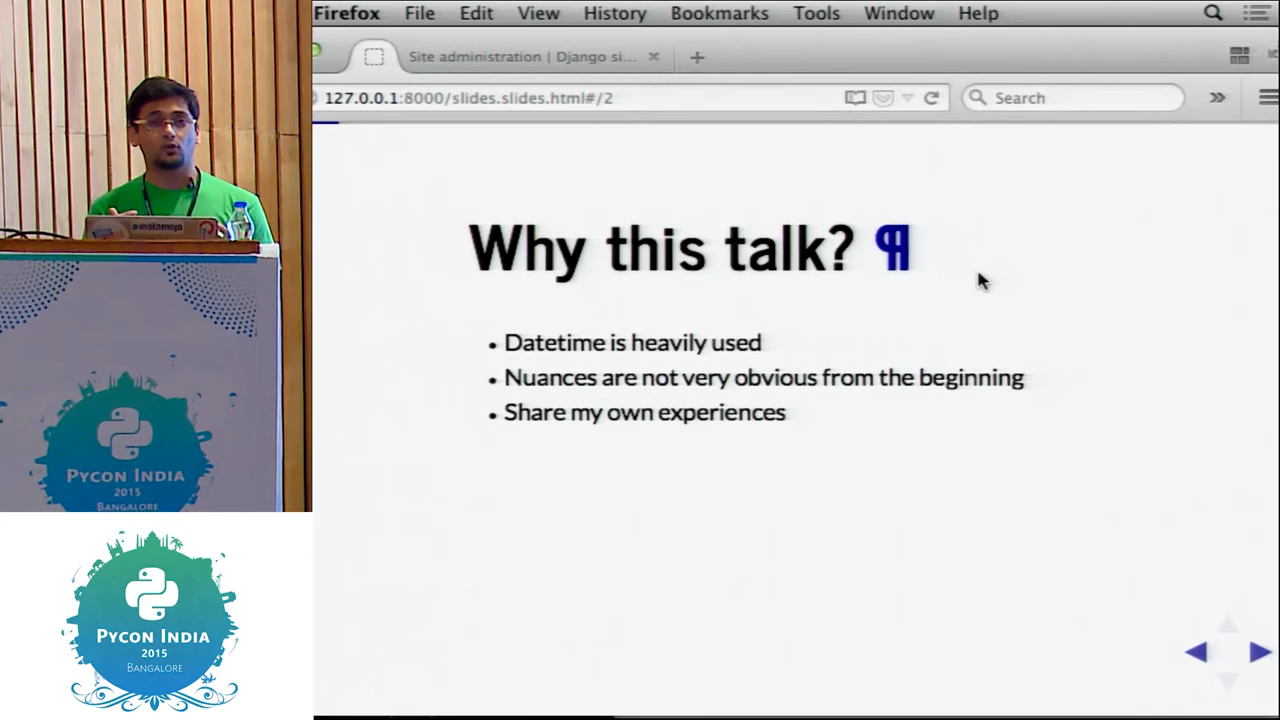 Firefox File Edit View History Bookmarks Tools Window Help
Site administration | Django si...
127.0.0.1:8000/slides.slides.html#/2
Search
Why this talk? ¶
• Datetime is heavily used
• Nuances are not very obvious from the beginning
• Share my own experiences
instamojo
PYCON INDIA
2015
BANGALORE
PYCON INDIA
2015
BANGALORE